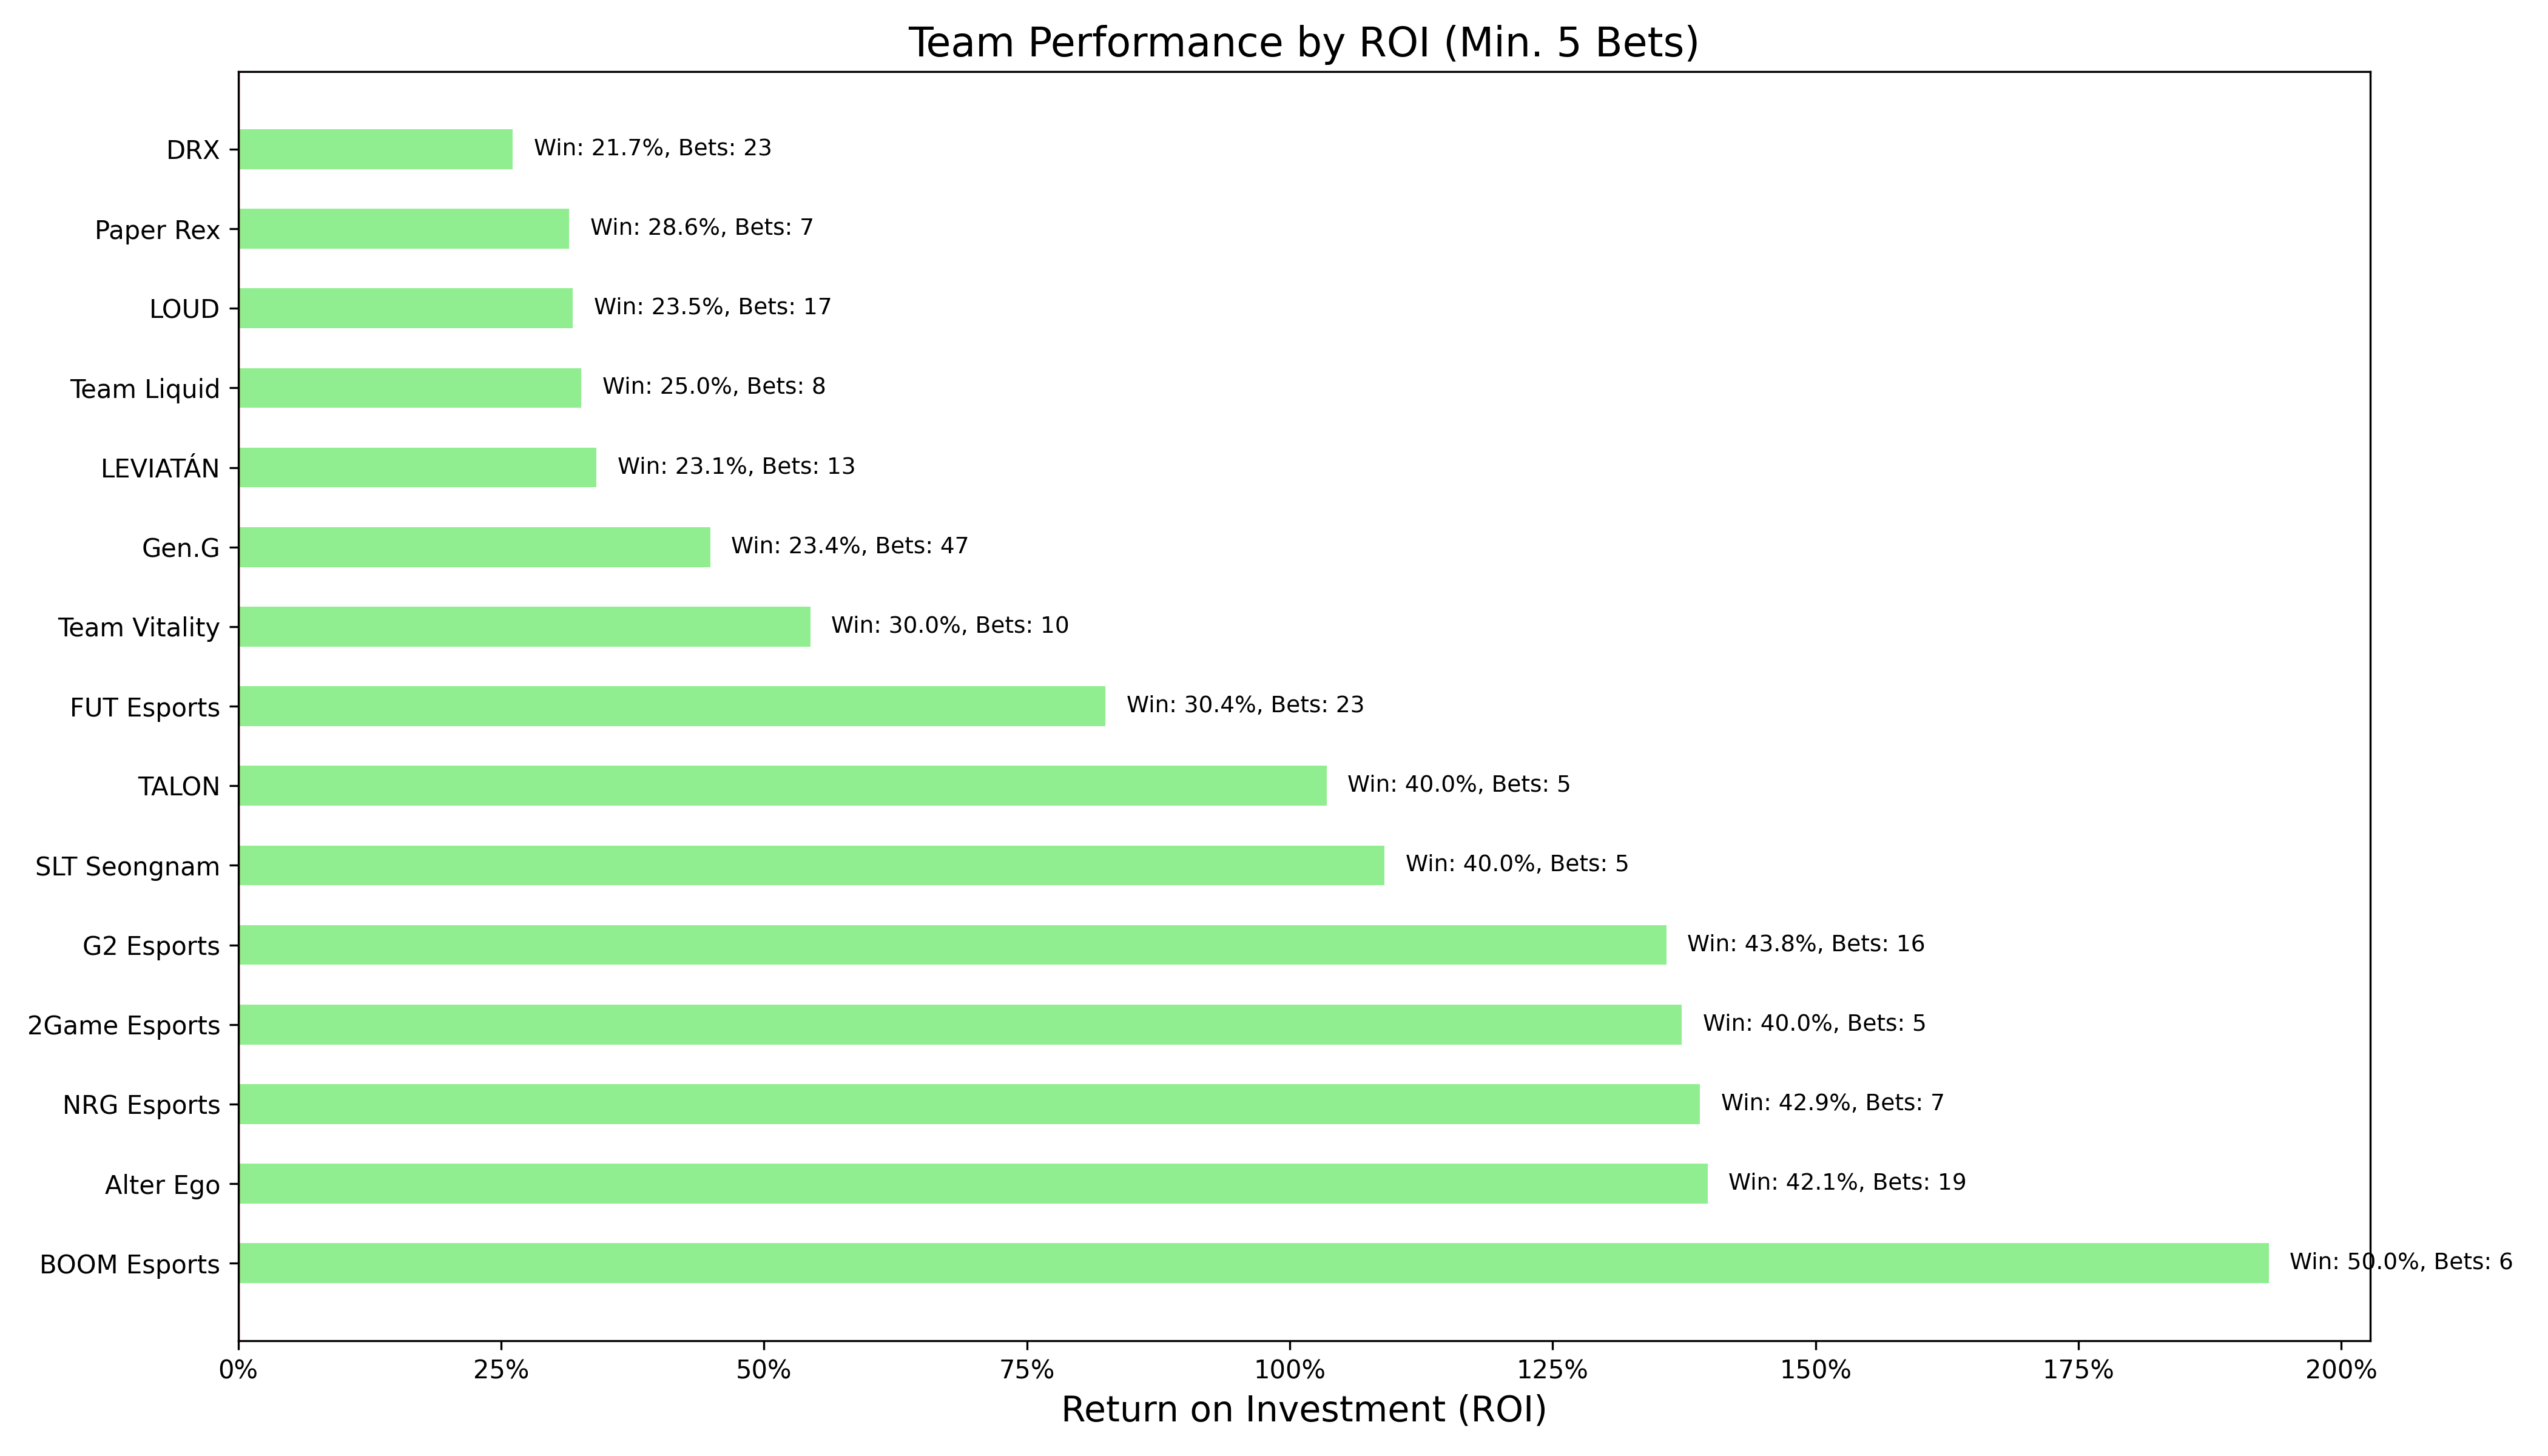 Team Performance by ROI (Min. 5 Bets)
DRX Win: 21.7%, Bets: 23
Paper Rex Win: 28.6%, Bets: 7
LOUD Win: 23.5%, Bets: 17
Team Liquid Win: 25.0%, Bets: 8
LEVIATÁN Win: 23.1%, Bets: 13
Gen.G Win: 23.4%, Bets: 47
Team Vitality Win: 30.0%, Bets: 10
FUT Esports Win: 30.4%, Bets: 23
TALON Win: 40.0%, Bets: 5
SLT Seongnam Win: 40.0%, Bets: 5
G2 Esports Win: 43.8%, Bets: 16
2Game Esports Win: 40.0%, Bets: 5
NRG Esports Win: 42.9%, Bets: 7
Alter Ego Win: 42.1%, Bets: 19
BOOM Esports Win: 50.0%, Bets: 6
0% 25% 50% 75% 100% 125% 150% 175% 200%
Return on Investment (ROI)